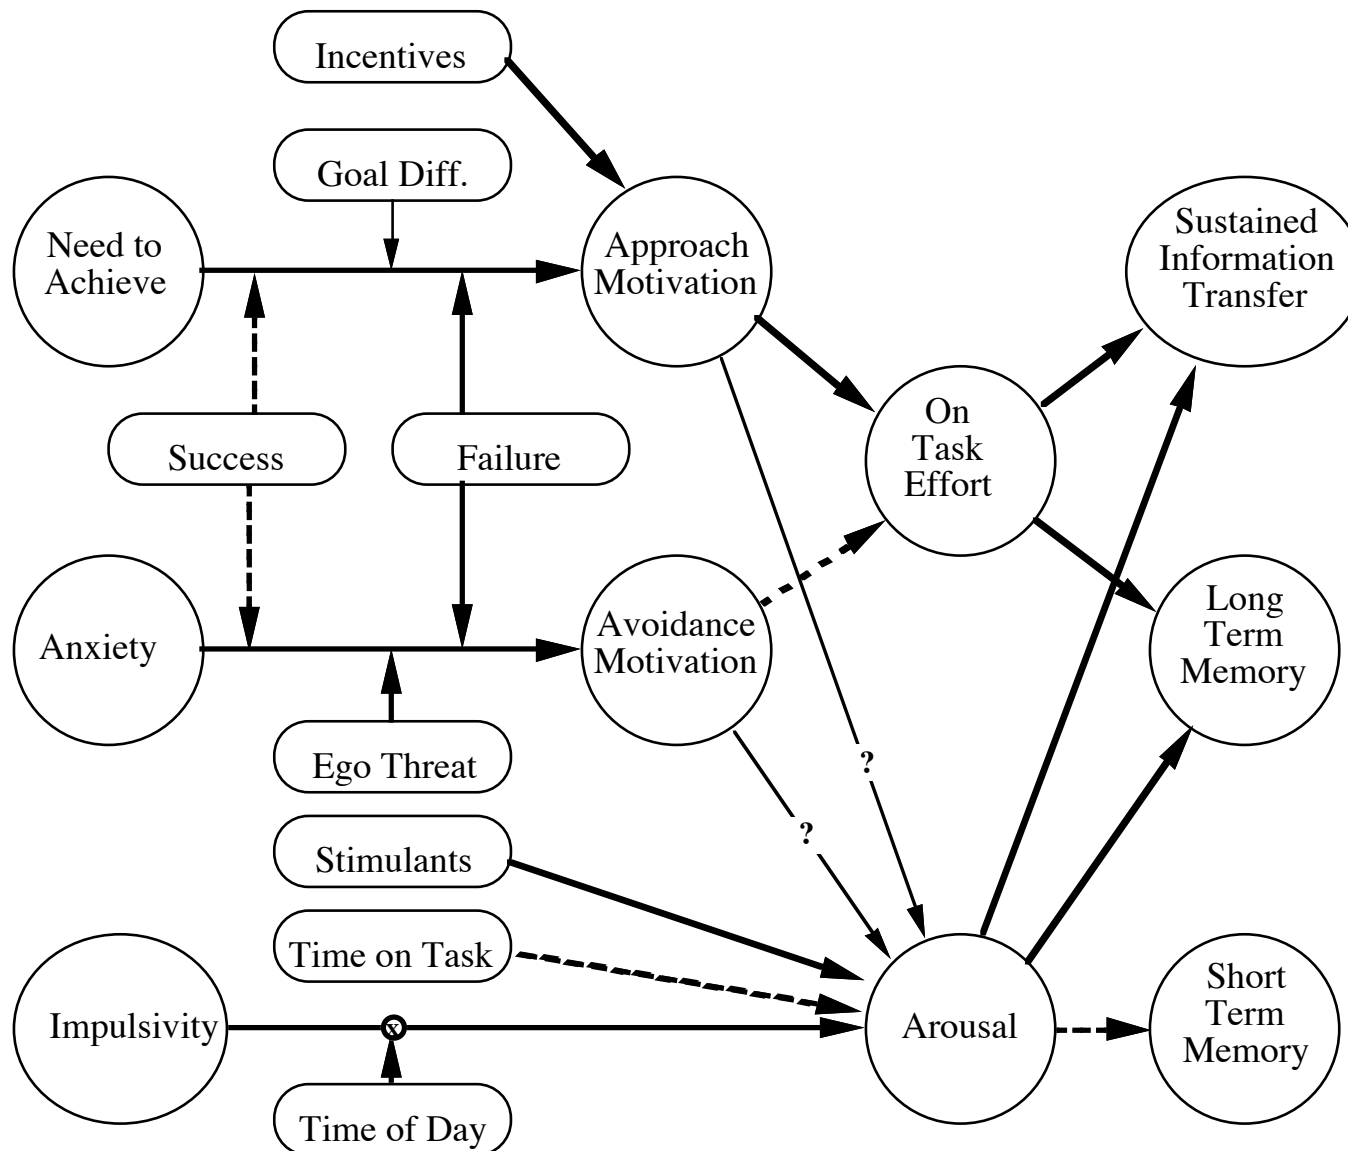 Incentives
Goal Diff.
Need to
Achieve
Approach
Motivation
Sustained
Information
Transfer
Success
Failure
On
Task
Effort
Anxiety
Avoidance
Motivation
Long
Term
Memory
Ego Threat
?
?
Stimulants
Time on Task
Impulsivity
x
Arousal
Short
Term
Memory
Time of Day